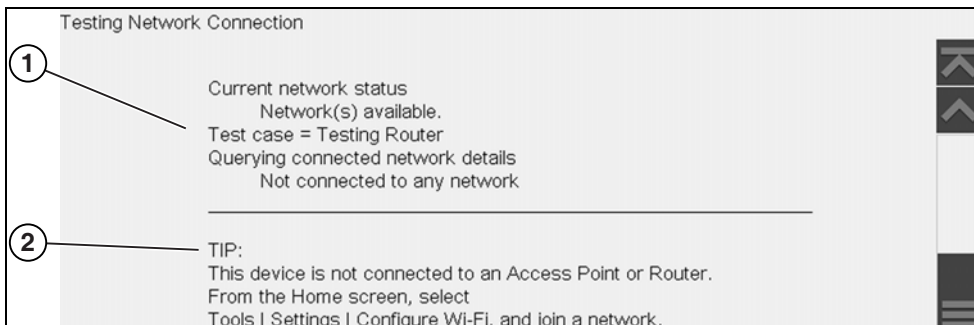 Testing Network Connection
1
Current network status
Network(s) available.
Test case = Testing Router
Querying connected network details
Not connected to any network
2
TIP:
This device is not connected to an Access Point or Router.
From the Home screen, select
Tools | Settings | Configure Wi-Fi, and join a network.